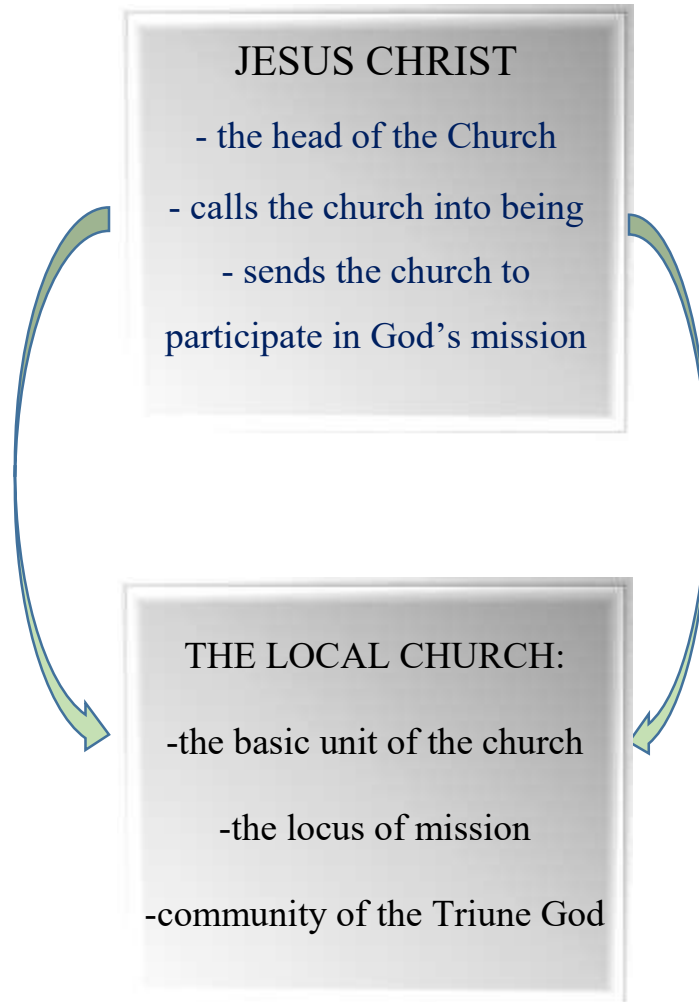 JESUS CHRIST
- the head of the Church
- calls the church into being
- sends the church to
participate in God’s mission
THE LOCAL CHURCH:
-the basic unit of the church
-the locus of mission
-community of the Triune God